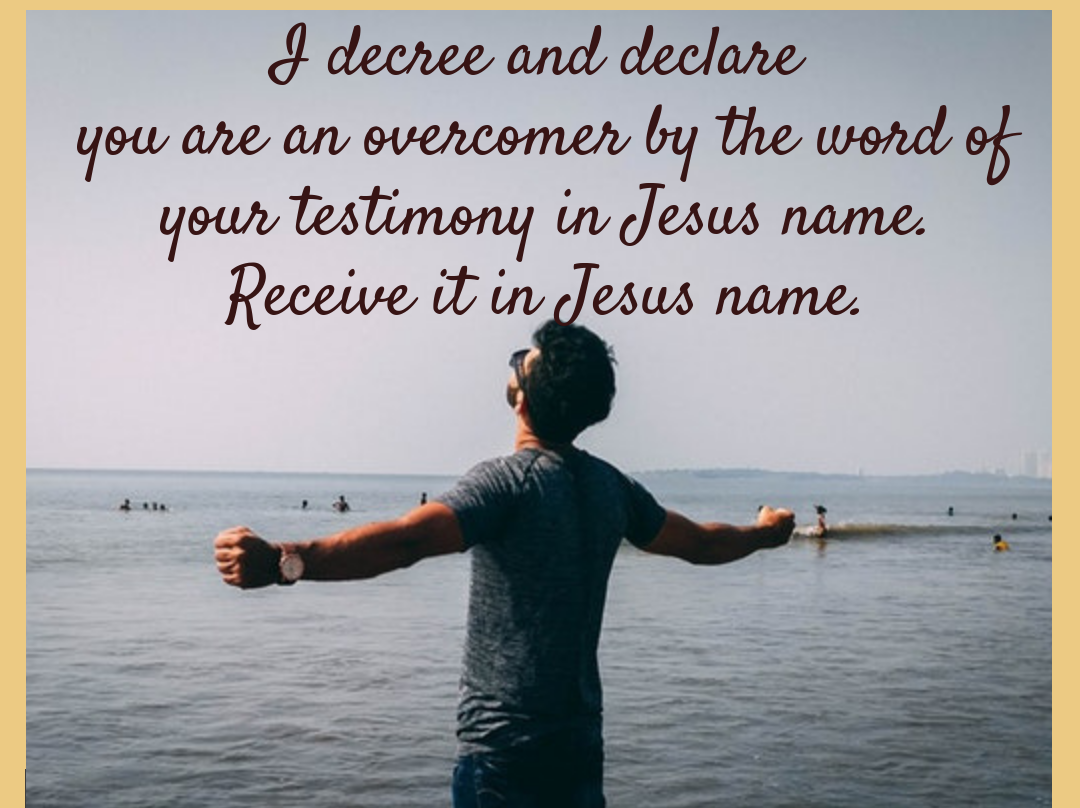 I decree and declare
you are an overcomer by the word of
your testimony in Jesus name.
Receive it in Jesus name.